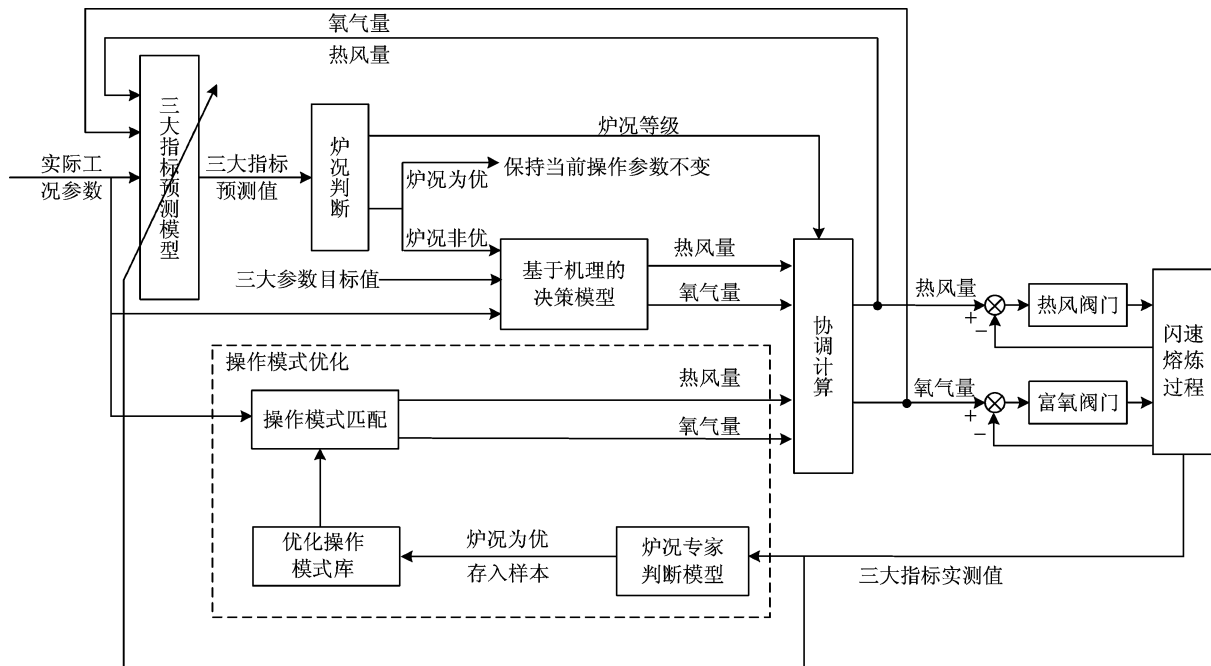 氧气量
热风量
三大指标预测模型
实际工
况参数
三大指标
预测值
炉况判断
炉况等级
炉况为优
保持当前操作参数不变
炉况非优
三大参数目标值
基于机理的
决策模型
热风量
氧气量
协调计算
热风量
+
−
热风阀门
氧气量
+
−
富氧阀门
闪速
熔炼
过程
操作模式优化
操作模式匹配
热风量
氧气量
优化操作
模式库
炉况为优
存入样本
炉况专家
判断模型
三大指标实测值